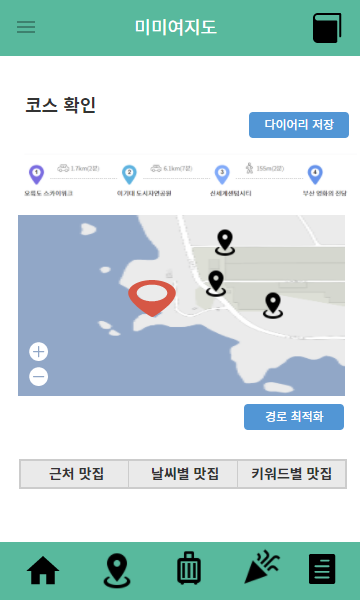 미미여지도
코스 확인
다이어리 저장
1.7km(2분) 6.1km(7분) 155m(2분)
1 2 3 4
오륙도 스카이워크 이기대 도시자연공원 신세계센텀시티 부산 영화의 전당
경로 최적화
근처 맛집 날씨별 맛집 키워드별 맛집